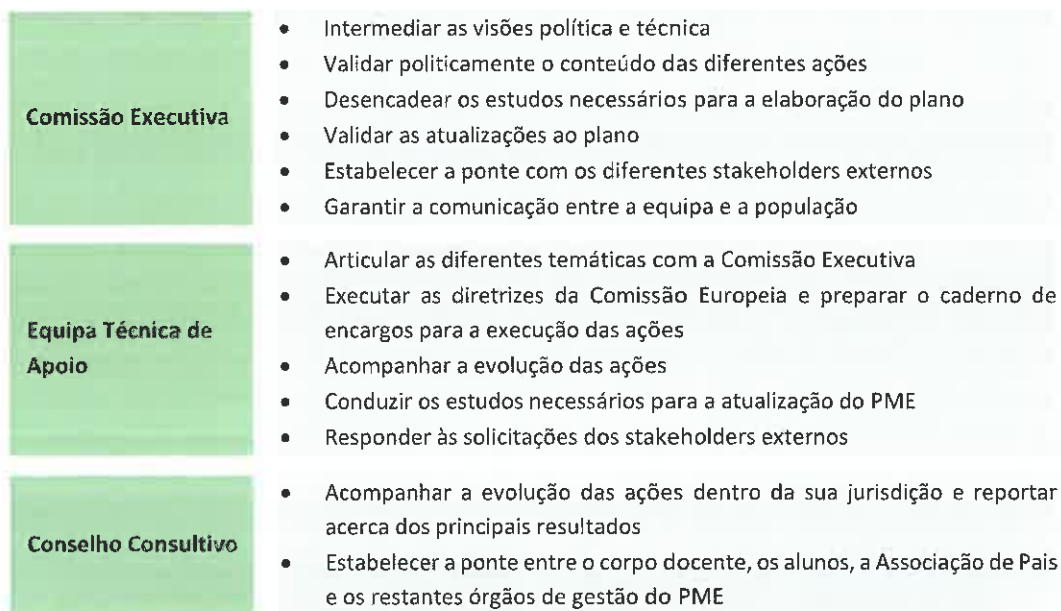 Comissão Executiva
• Intermediar as visões política e técnica
• Validar politicamente o conteúdo das diferentes ações
• Desencadear os estudos necessários para a elaboração do plano
• Validar as atualizações ao plano
• Estabelecer a ponte com os diferentes stakeholders externos
• Garantir a comunicação entre a equipa e a população
Equipa Técnica de
Apoio
• Articular as diferentes temáticas com a Comissão Executiva
• Executar as diretrizes da Comissão Europeia e preparar o caderno de
encargos para a execução das ações
• Acompanhar a evolução das ações
• Conduzir os estudos necessários para a atualização do PME
• Responder às solicitações dos stakeholders externos
Conselho Consultivo
• Acompanhar a evolução das ações dentro da sua jurisdição e reportar
acerca dos principais resultados
• Estabelecer a ponte entre o corpo docente, os alunos, a Associação de Pais
e os restantes órgãos de gestão do PME